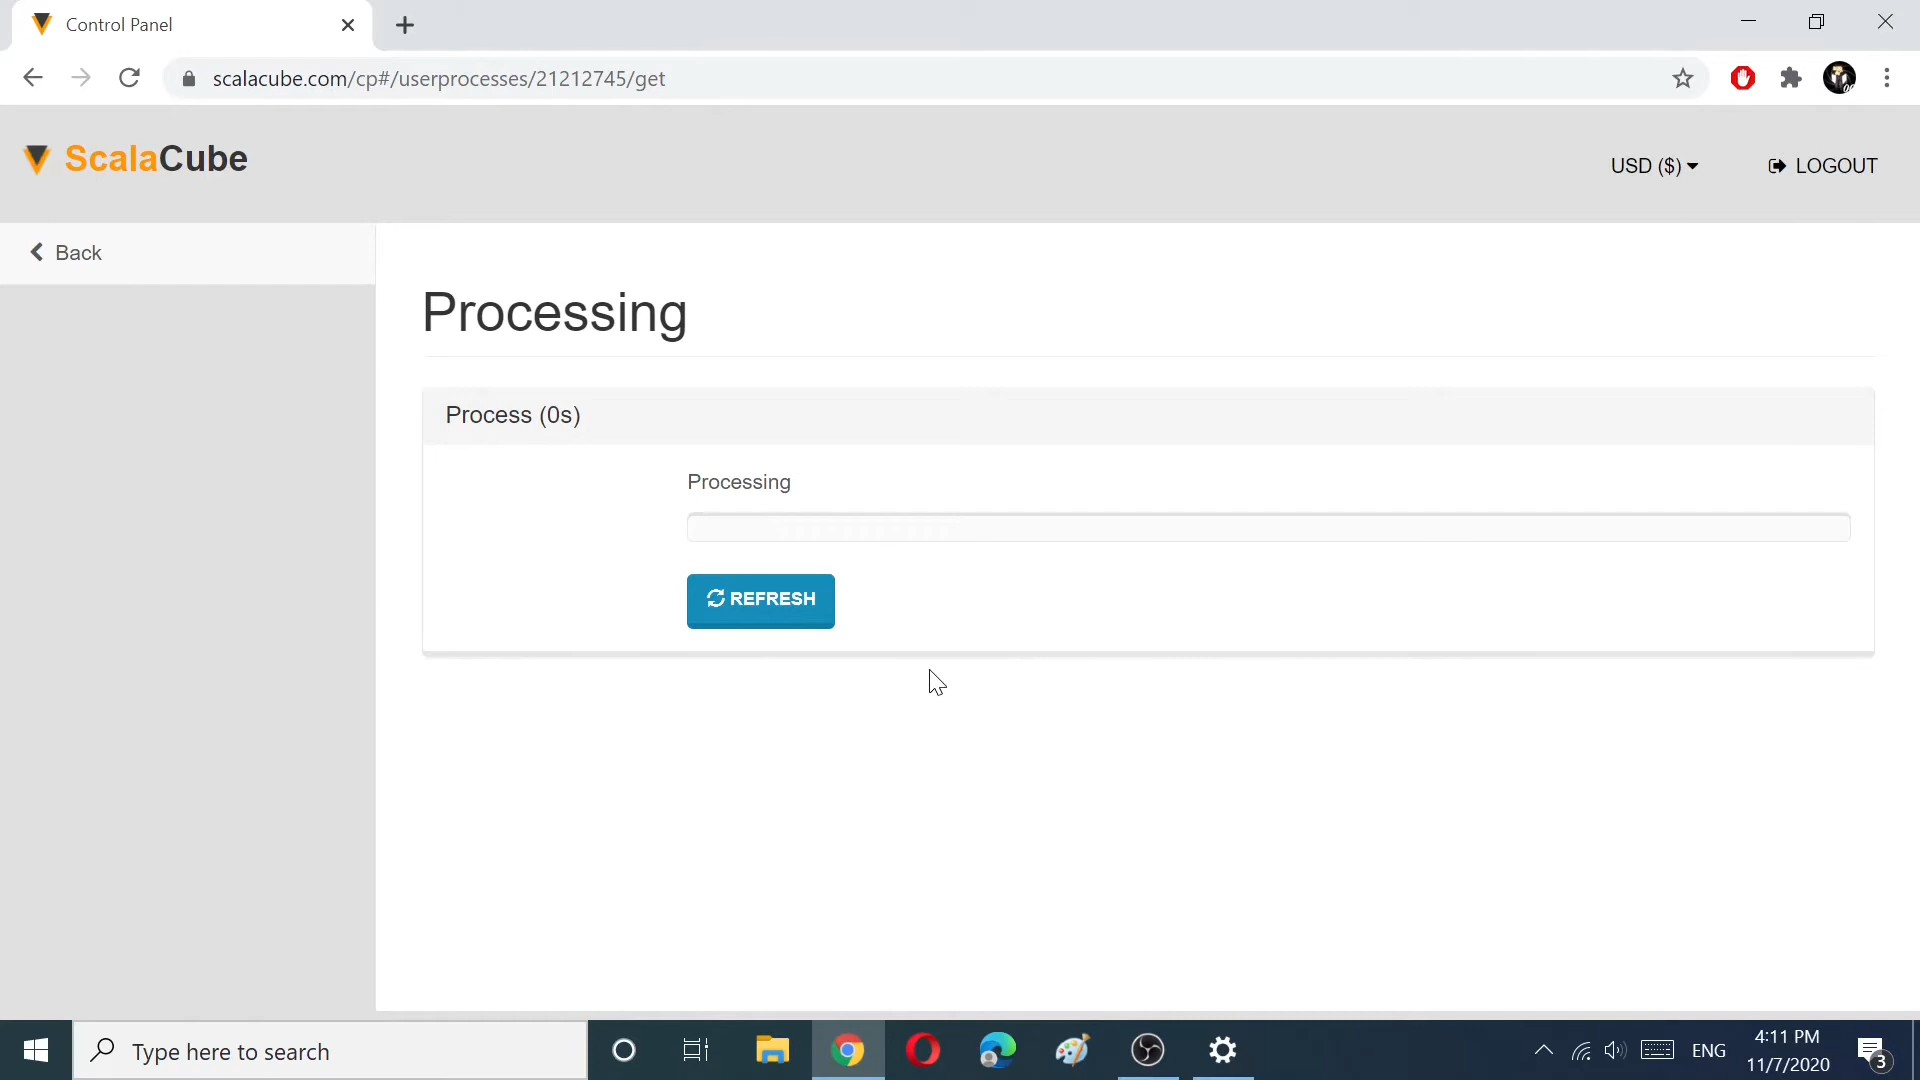 Control Panel
scalacube.com/cp#/userprocesses/21212745/get
ScalaCube
USD ($)
LOGOUT
Back
Processing
Process (0s)
Processing
REFRESH
Type here to search
ENG
4:11 PM
11/7/2020
3